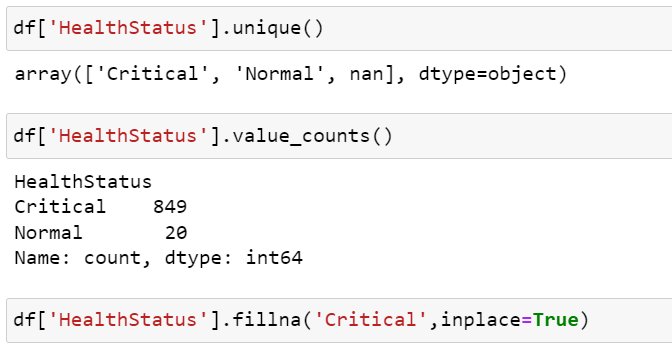 df['HealthStatus'].unique()
array(['Critical', 'Normal', nan], dtype=object)
df['HealthStatus'].value_counts()
HealthStatus
Critical    849
Normal       20
Name: count, dtype: int64
df['HealthStatus'].fillna('Critical',inplace=True)